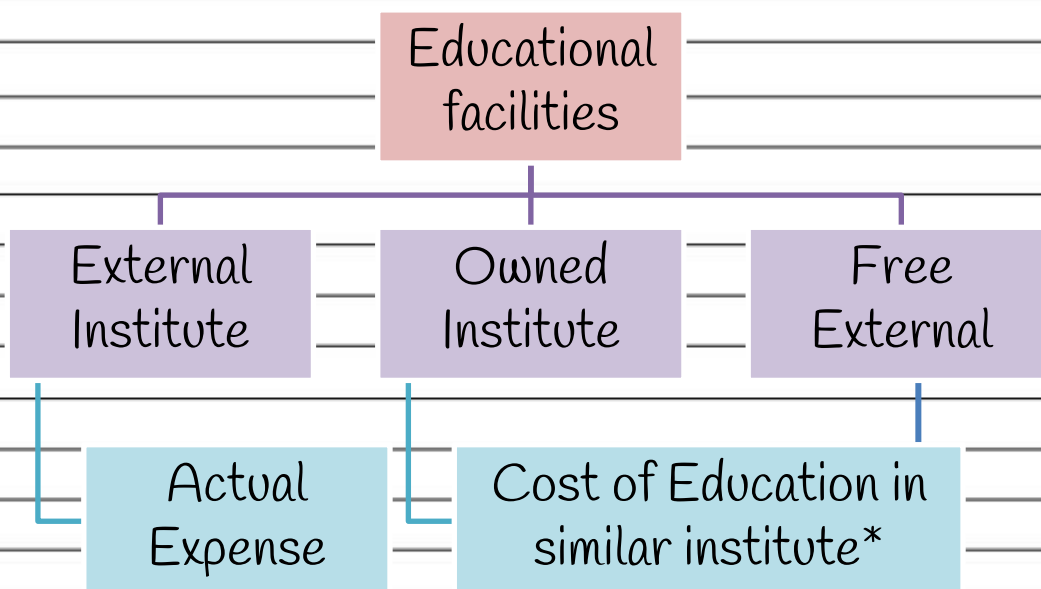 Educational
facilities
External
Institute
Owned
Institute
Free
External
Actual
Expense
Cost of Education in
similar institute*